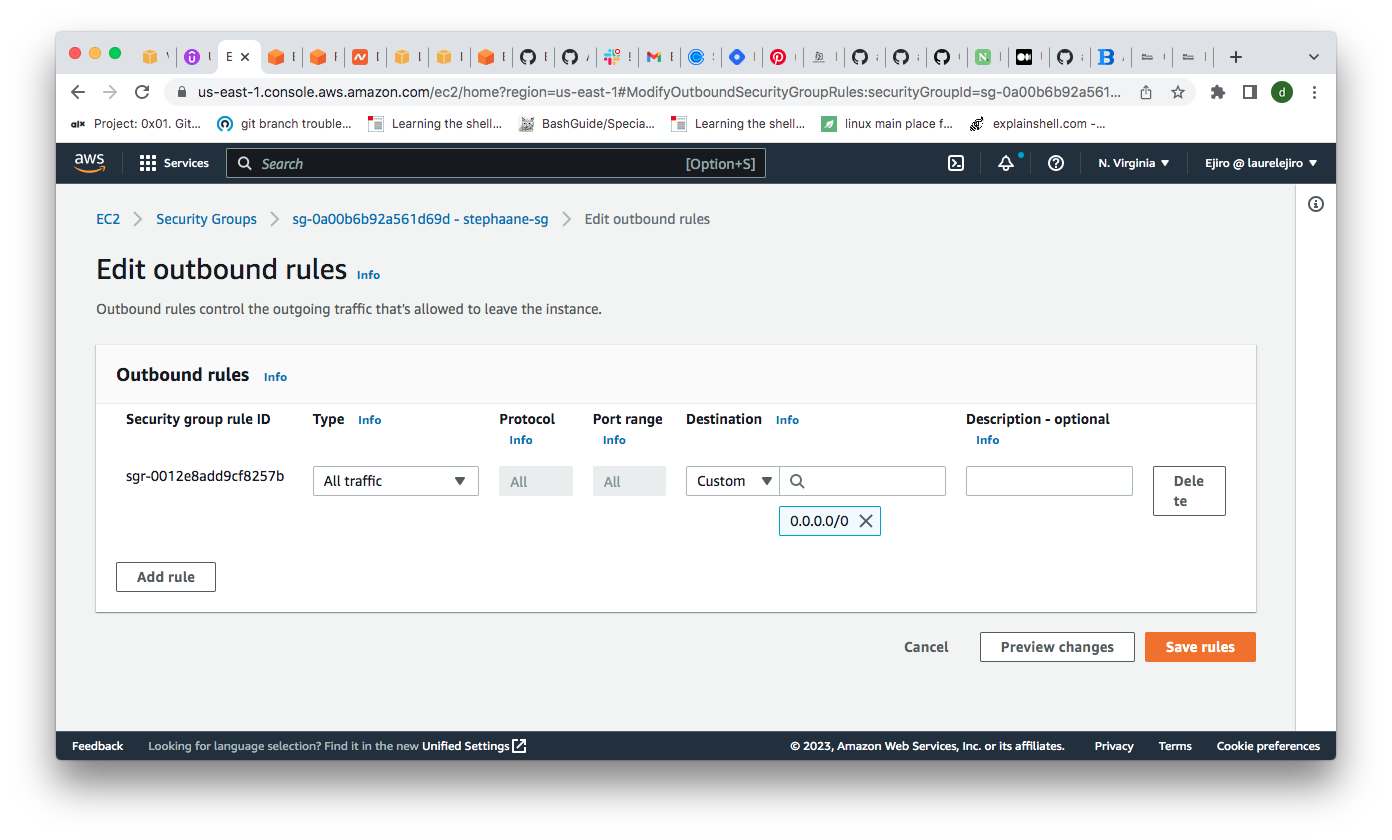 us-east-1.console.aws.amazon.com/ec2/home?region=us-east-1#ModifyOutboundSecurityGroupRules:securityGroupId=sg-0a00b6b92a561...
d
alx Project: 0x01. Git... git branch trouble... Learning the shell... BashGuide/Specia... Learning the shell... linux main place f... explainshell.com -...
aws Services Search [Option+S] N. Virginia Ejiro @ laurelejiro
EC2 Security Groups sg-0a00b6b92a561d69d - stephaane-sg Edit outbound rules
Edit outbound rules Info
Outbound rules control the outgoing traffic that's allowed to leave the instance.
Outbound rules Info
Security group rule ID Type Info Protocol Info Port range Info Destination Info Description - optional Info
sgr-0012e8add9cf8257b All traffic All All Custom Dele
te
0.0.0.0/0
Add rule
Cancel Preview changes Save rules
Feedback Looking for language selection? Find it in the new Unified Settings © 2023, Amazon Web Services, Inc. or its affiliates. Privacy Terms Cookie preferences